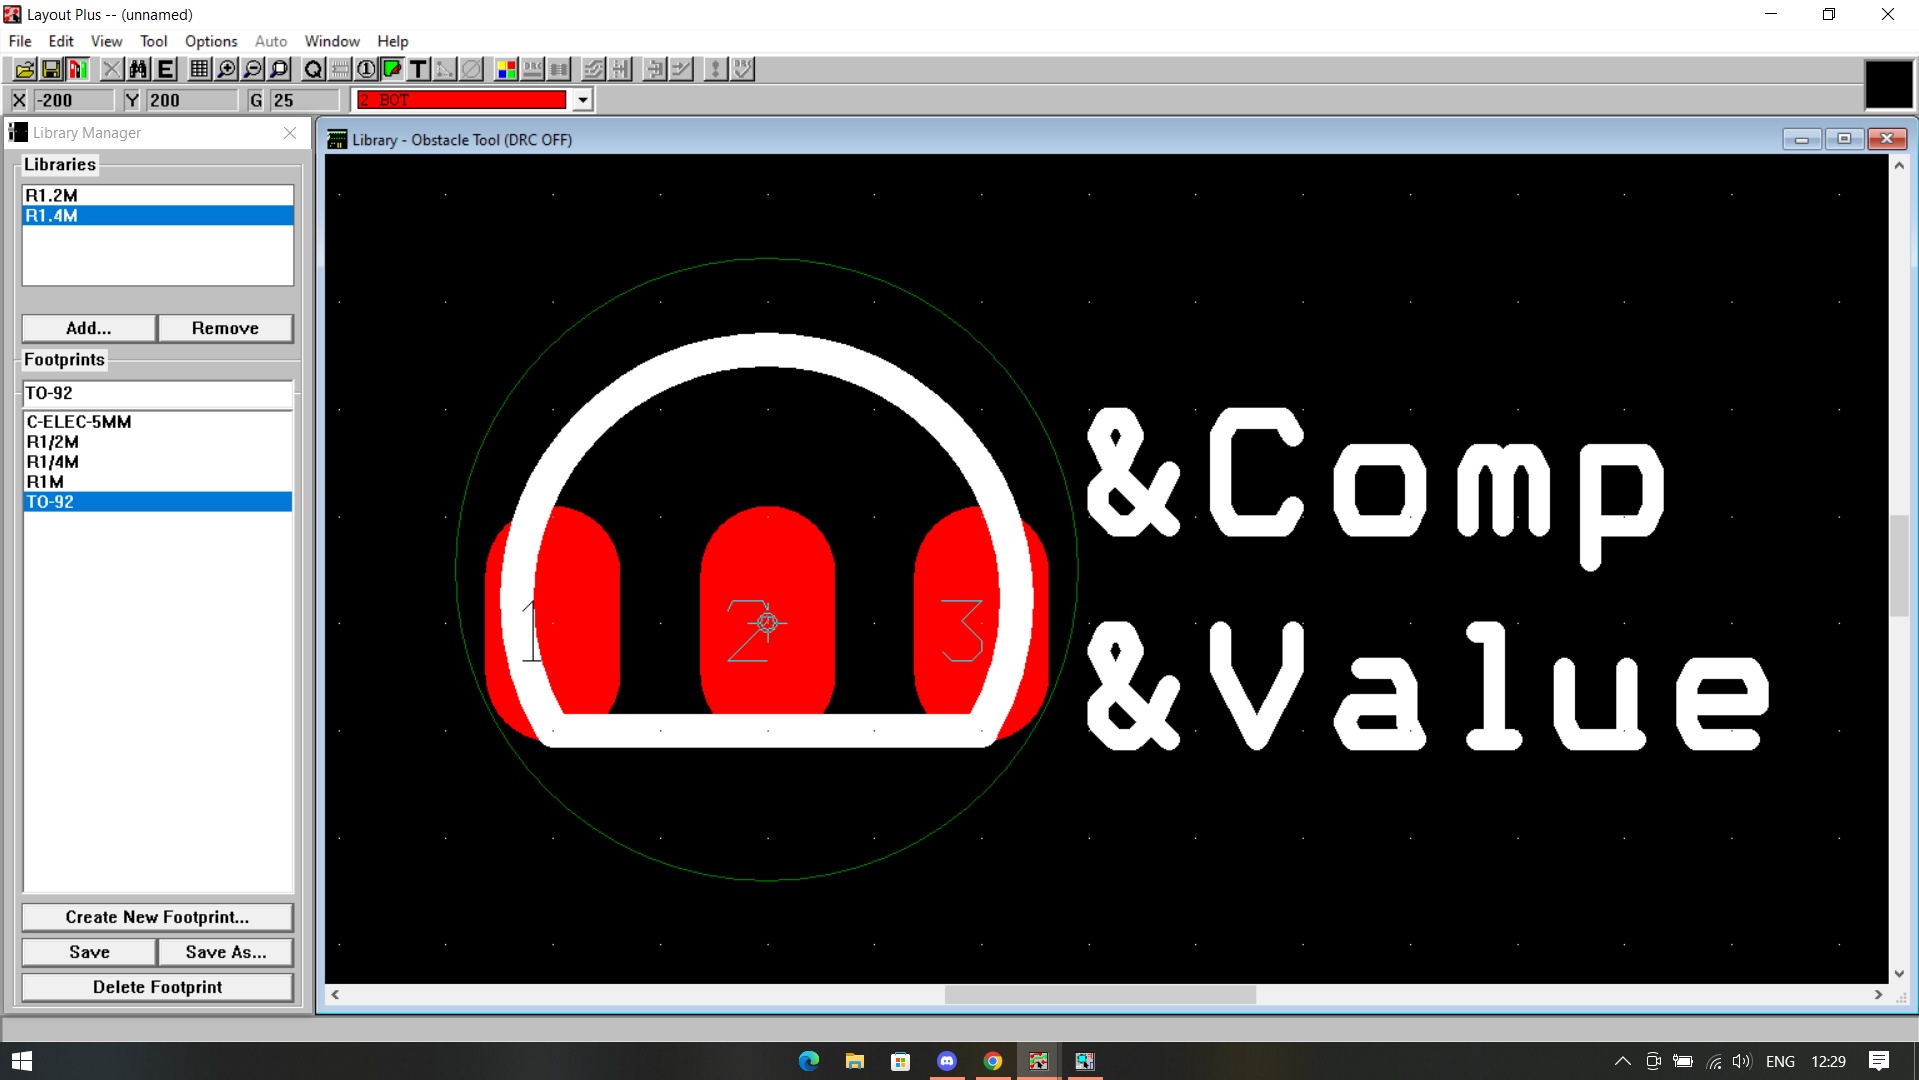 Layout Plus -- (unnamed)
File Edit View Tool Options Auto Window Help
E Q 1 T DRC DRC
X -200 Y 200 G 25 2 BOT
Library Manager
Libraries
R1.2M
R1.4M
Add... Remove
Footprints
TO-92
C-ELEC-5MM
R1/2M
R1/4M
R1M
TO-92
Create New Footprint...
Save Save As...
Delete Footprint
Library - Obstacle Tool (DRC OFF)
&Comp
1 2 3
&Value
ENG 12:29